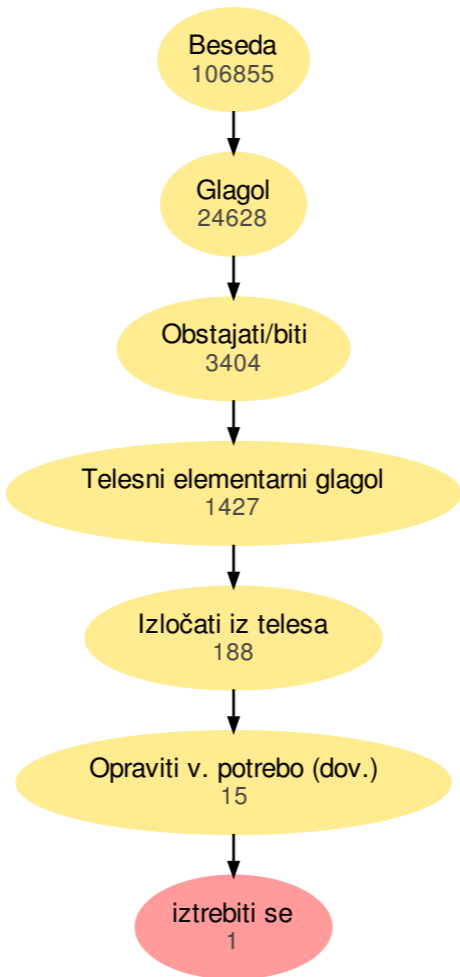 Beseda
106855
Glagol
24628
Obstajati/biti
3404
Telesni elementarni glagol
1427
Izločati iz telesa
188
Opraviti v. potrebo (dov.)
15
iztrebiti se
1